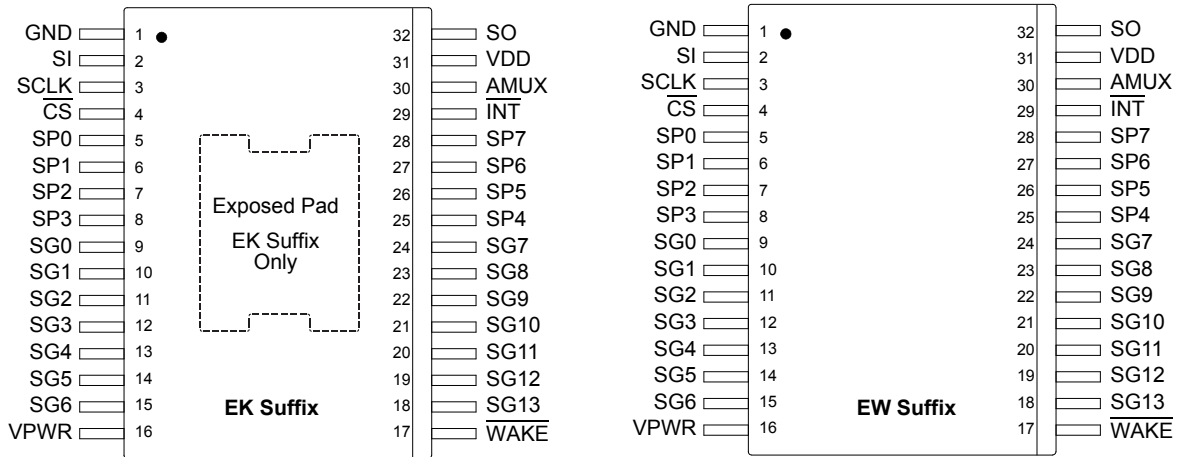 GND 1 32 SO
SI 2 31 VDD
SCLK 3 30 AMUX
CS 4 29 INT
SP0 5 28 SP7
SP1 6 27 SP6
SP2 7 26 SP5
SP3 8 25 SP4
SG0 9 24 SG7
SG1 10 23 SG8
SG2 11 22 SG9
SG3 12 21 SG10
SG4 13 20 SG11
SG5 14 19 SG12
SG6 15 18 SG13
VPWR 16 17 WAKE
Exposed Pad
EK Suffix
Only
EK Suffix
GND 1 32 SO
SI 2 31 VDD
SCLK 3 30 AMUX
CS 4 29 INT
SP0 5 28 SP7
SP1 6 27 SP6
SP2 7 26 SP5
SP3 8 25 SP4
SG0 9 24 SG7
SG1 10 23 SG8
SG2 11 22 SG9
SG3 12 21 SG10
SG4 13 20 SG11
SG5 14 19 SG12
SG6 15 18 SG13
VPWR 16 17 WAKE
EW Suffix